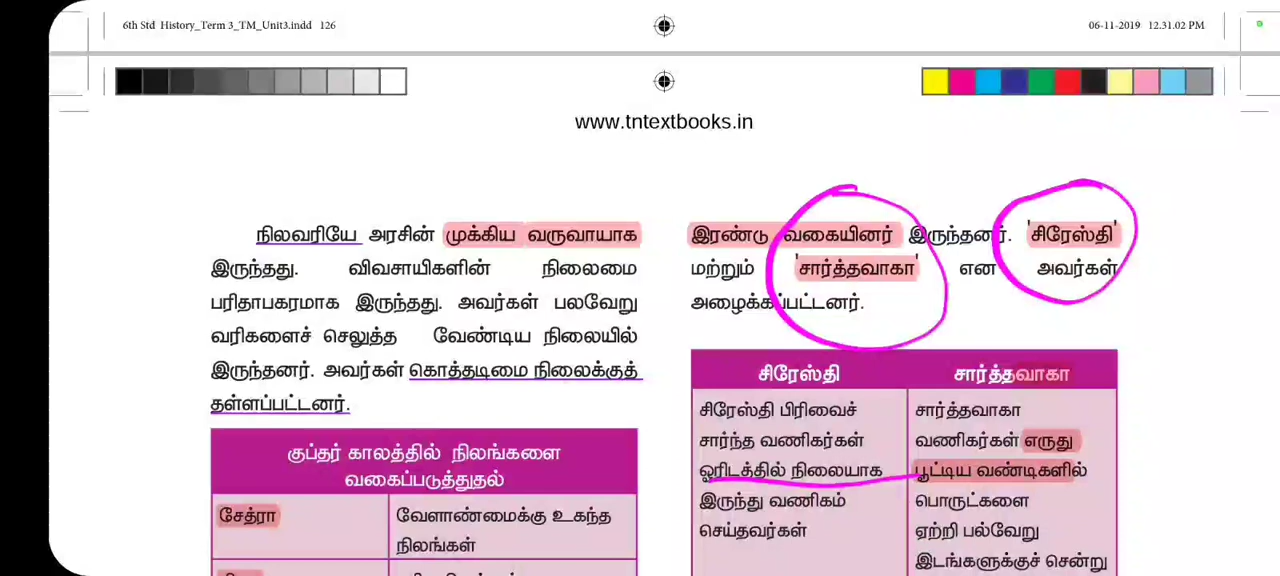 6th Std History_Term 3_TM_Unit3.indd 126
06-11-2019 12.31.02 PM
www.tntextbooks.in
நிலவரியே அரசின் முக்கிய வருவாயாக
இருந்தது. விவசாயிகளின் நிலைமை
பரிதாபகரமாக இருந்தது. அவர்கள் பலவேறு
வரிகளைச் செலுத்த வேண்டிய நிலையில்
இருந்தனர். அவர்கள் கொத்தடிமை நிலைக்குத்
தள்ளப்பட்டனர்.
குப்தர் காலத்தில் நிலங்களை
வகைப்படுத்துதல்
சேத்ரா
வேளாண்மைக்கு உகந்த
நிலங்கள்
இரண்டு வகையினர் இருந்தனர். 'சிரேஸ்தி'
மற்றும் 'சார்த்தவாகா' என அவர்கள்
அழைக்கப்பட்டனர்.
சிரேஸ்தி
சார்த்தவாகா
சிரேஸ்தி பிரிவைச்
சார்ந்த வணிகர்கள்
ஓரிடத்தில் நிலையாக
இருந்து வணிகம்
செய்தவர்கள்
சார்த்தவாகா
வணிகர்கள் எருது
பூட்டிய வண்டிகளில்
பொருட்களை
ஏற்றி பல்வேறு
இடங்களுக்குச் சென்று